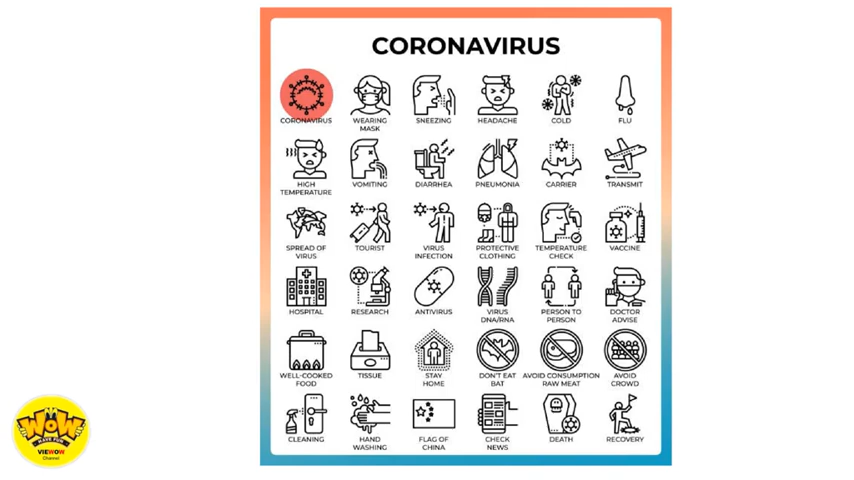 CORONAVIRUS
CORONAVIRUS
WEARING
MASK
SNEEZING
HEADACHE
COLD
FLU
HIGH
TEMPERATURE
VOMITING
DIARRHEA
PNEUMONIA
CARRIER
TRANSMIT
SPREAD OF
VIRUS
TOURIST
VIRUS
INFECTION
PROTECTIVE
CLOTHING
TEMPERATURE
CHECK
VACCINE
HOSPITAL
RESEARCH
ANTIVIRUS
VIRUS
DNA/RNA
PERSON TO
PERSON
DOCTOR
ADVISE
WELL-COOKED
FOOD
TISSUE
STAY
HOME
DON'T EAT
BAT
AVOID CONSUMPTION
RAW MEAT
AVOID
CROWD
CLEANING
HAND
WASHING
FLAG OF
CHINA
CHECK
NEWS
DEATH
RECOVERY
WOW
HAVE FUN
VIEWOW
Channel